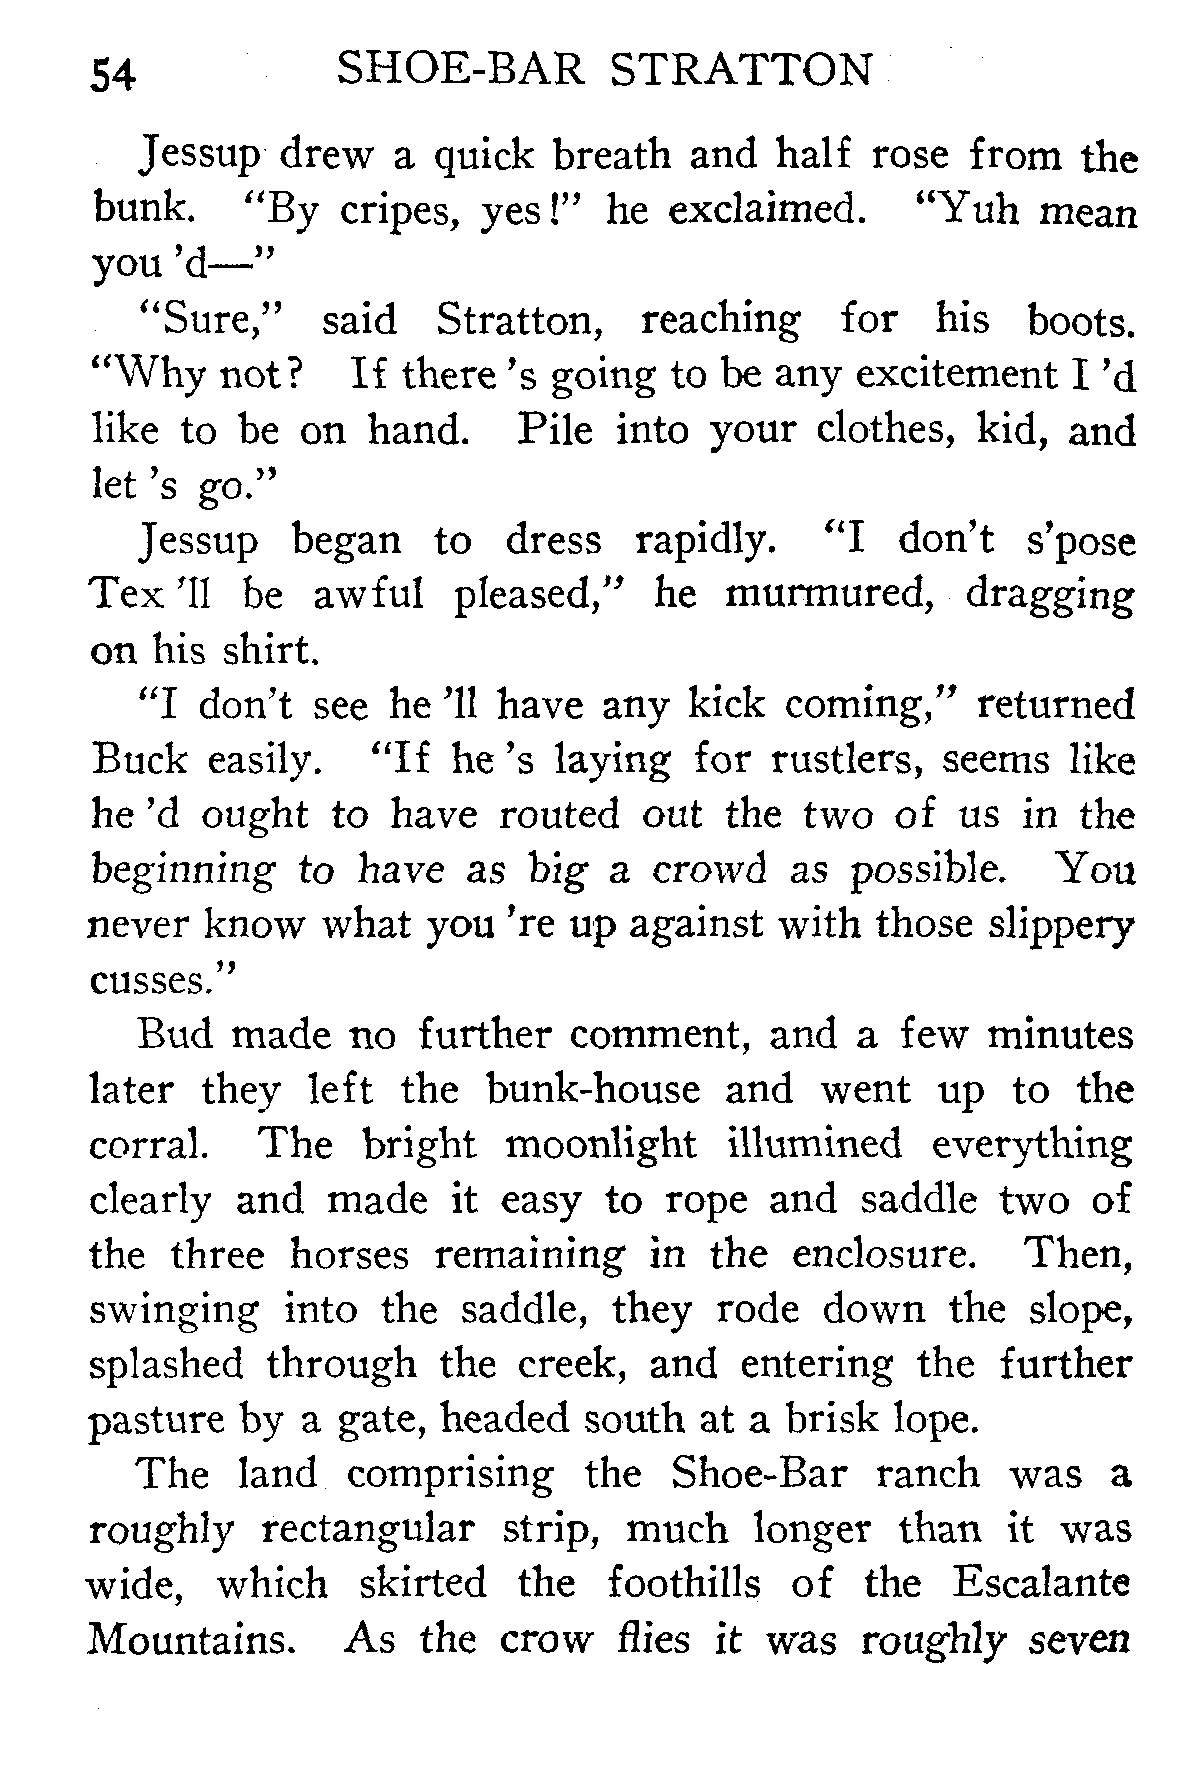 54 SHOE-BAR STRATTON
Jessup drew a quick breath and half rose from the
bunk. "By cripes, yes!" he exclaimed. "Yuh mean
you 'd—"
"Sure," said Stratton, reaching for his boots.
"Why not? If there 's going to be any excitement I 'd
like to be on hand. Pile into your clothes, kid, and
let 's go."
Jessup began to dress rapidly. "I don't s'pose
Tex 'll be awful pleased," he murmured, dragging
on his shirt.
"I don't see he 'll have any kick coming," returned
Buck easily. "If he 's laying for rustlers, seems like
he 'd ought to have routed out the two of us in the
beginning to have as big a crowd as possible. You
never know what you 're up against with those slippery
cusses."
Bud made no further comment, and a few minutes
later they left the bunk-house and went up to the
corral. The bright moonlight illumined everything
clearly and made it easy to rope and saddle two of
the three horses remaining in the enclosure. Then,
swinging into the saddle, they rode down the slope,
splashed through the creek, and entering the further
pasture by a gate, headed south at a brisk lope.
The land comprising the Shoe-Bar ranch was a
roughly rectangular strip, much longer than it was
wide, which skirted the foothills of the Escalante
Mountains. As the crow flies it was roughly seven